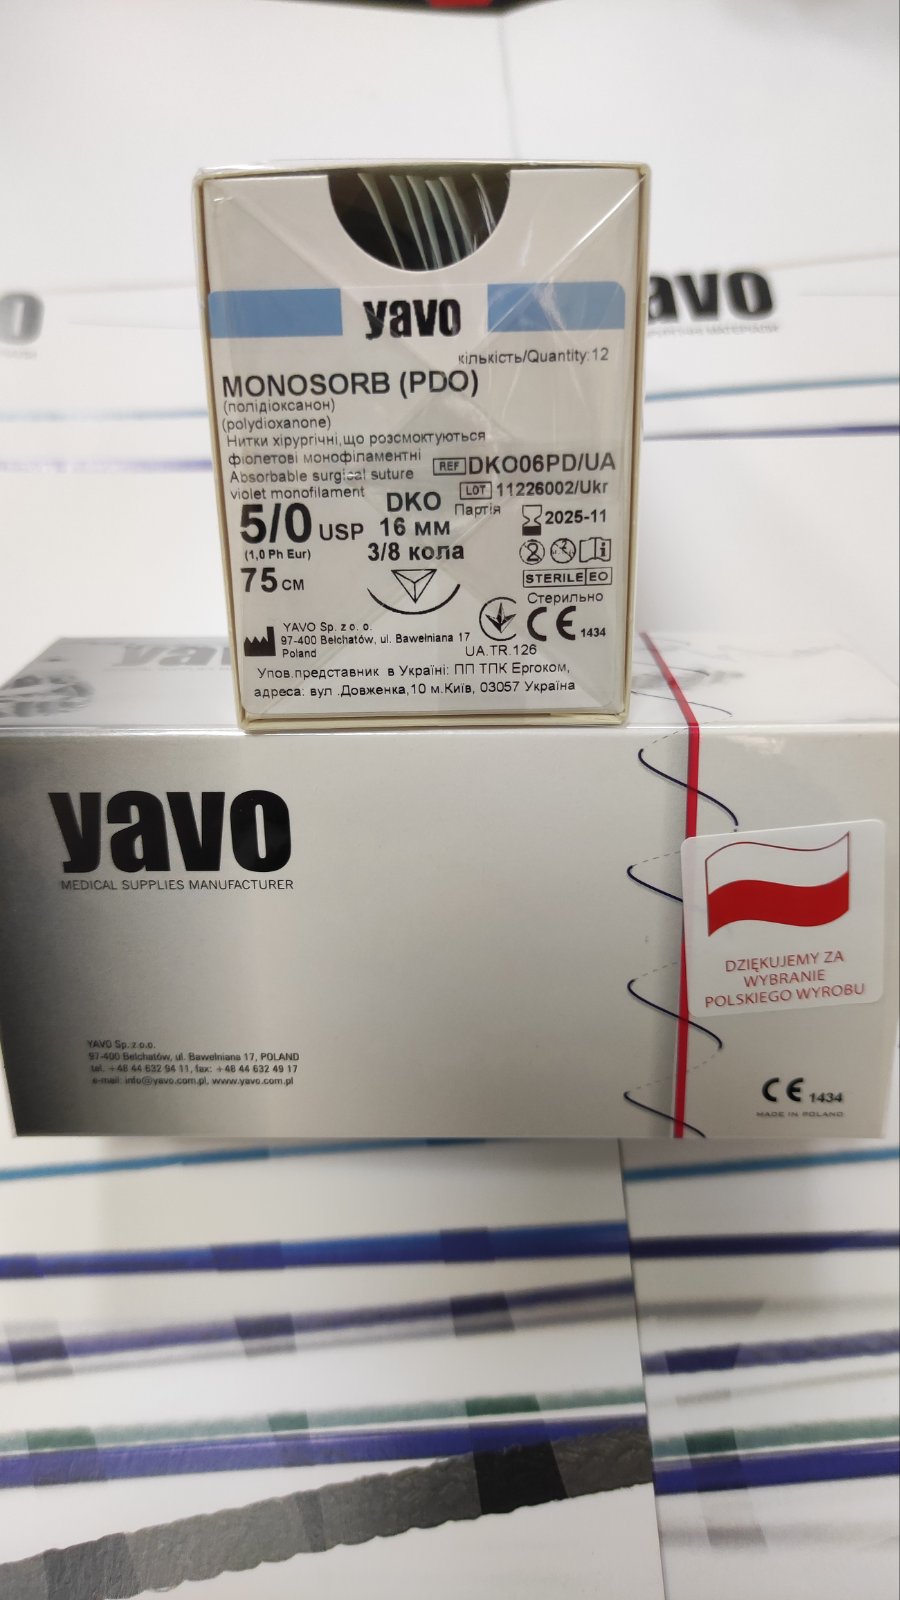 yavo
кількість/Quantity:12
MONOSORB (PDO)
(полідіоксанон)
(polydioxanone)
Нитки хірургічні,що розсмоктуються
фіолетові монофіламентні
Absorbable surgical suture
violet monofilament
REF DKO06PD/UA
LOT 11226002/Ukr
Партія
2025-11
5/0 USP
(1,0 Ph Eur)
75 см
DKO
16 мм
3/8 кола
2
STERILE EO
Стерильно
CE 1434
UA.TR.126
YAVO Sp. z o. o.
97-400 Bełchatów, ul. Bawełniana 17
Poland
Упов.представник в Україні: ПП ТПК Ергоком,
адреса: вул .Довженка,10 м.Київ, 03057 Україна
avo
yavo
MEDICAL SUPPLIES MANUFACTURER
DZIĘKUJEMY ZA
WYBRANIE
POLSKIEGO WYROBU
YAVO Sp. z o.o.
97-400 Bełchatów, ul. Bawełniana 17, POLAND
tel. +48 44 632 94 11, fax: +48 44 632 49 17
e-mail: info@yavo.com.pl, www.yavo.com.pl
CE 1434
MADE IN POLAND